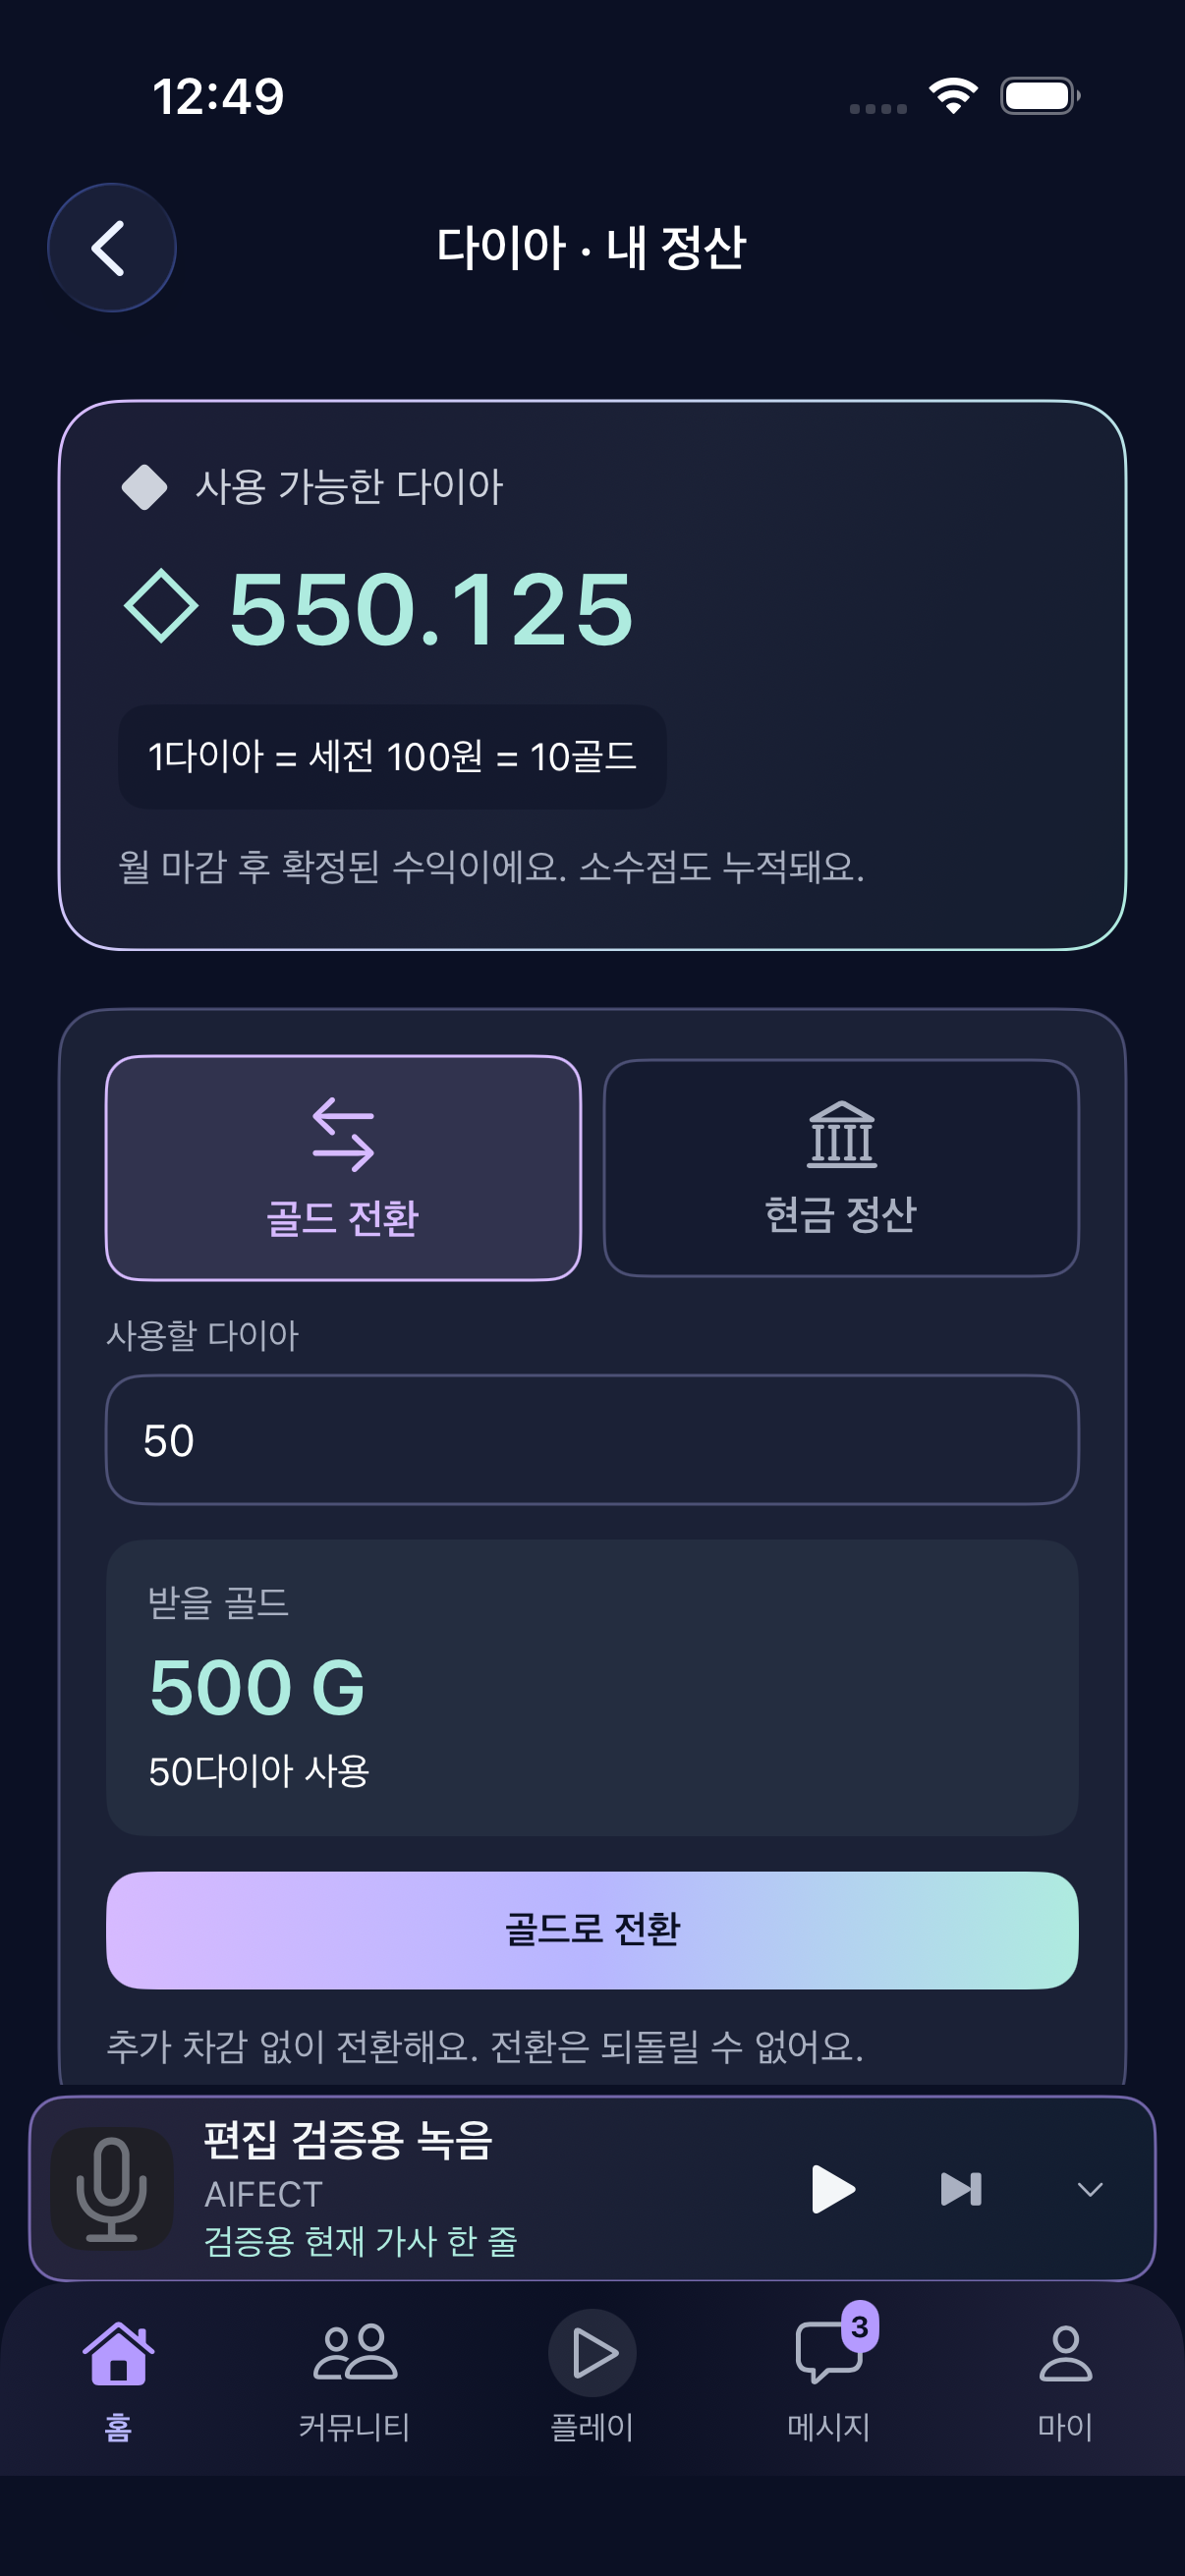 12:49
다이아 · 내 정산
사용 가능한 다이아
550.125
1다이아 = 세전 100원 = 10골드
월 마감 후 확정된 수익이에요. 소수점도 누적돼요.
골드 전환
현금 정산
사용할 다이아
50
받을 골드
500 G
50다이아 사용
골드로 전환
추가 차감 없이 전환해요. 전환은 되돌릴 수 없어요.
편집 검증용 녹음
AIFECT
검증용 현재 가사 한 줄
3
홈
커뮤니티
플레이
메시지
마이